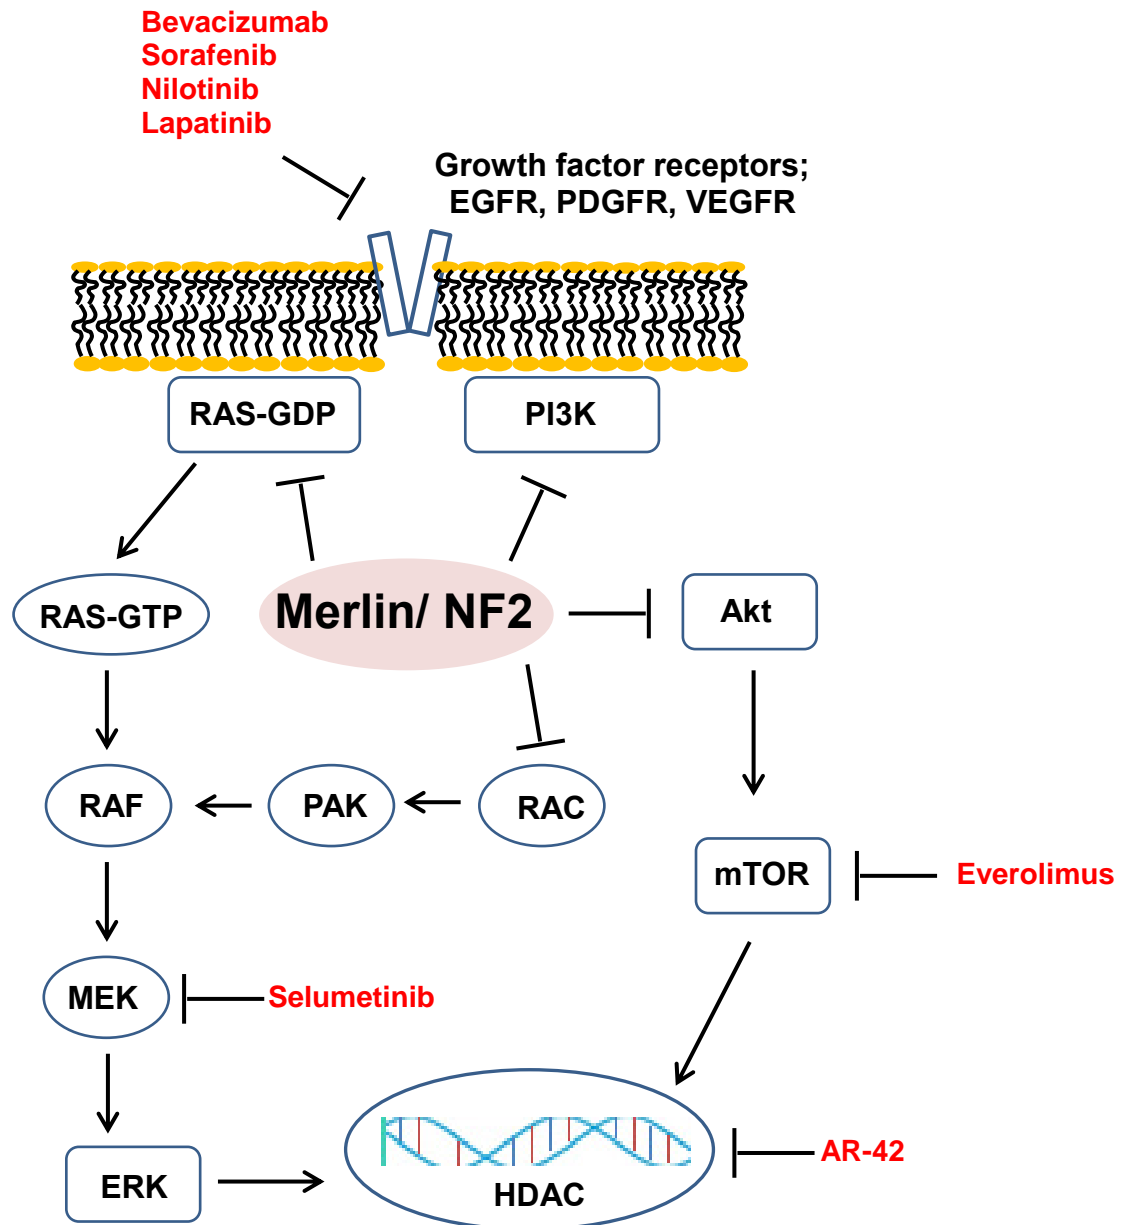 Bevacizumab
Sorafenib
Nilotinib
Lapatinib
Growth factor receptors;
EGFR, PDGFR, VEGFR
RAS-GDP
PI3K
RAS-GTP
Merlin/ NF2
Akt
RAF
PAK
RAC
mTOR
Everolimus
MEK
Selumetinib
AR-42
ERK
HDAC